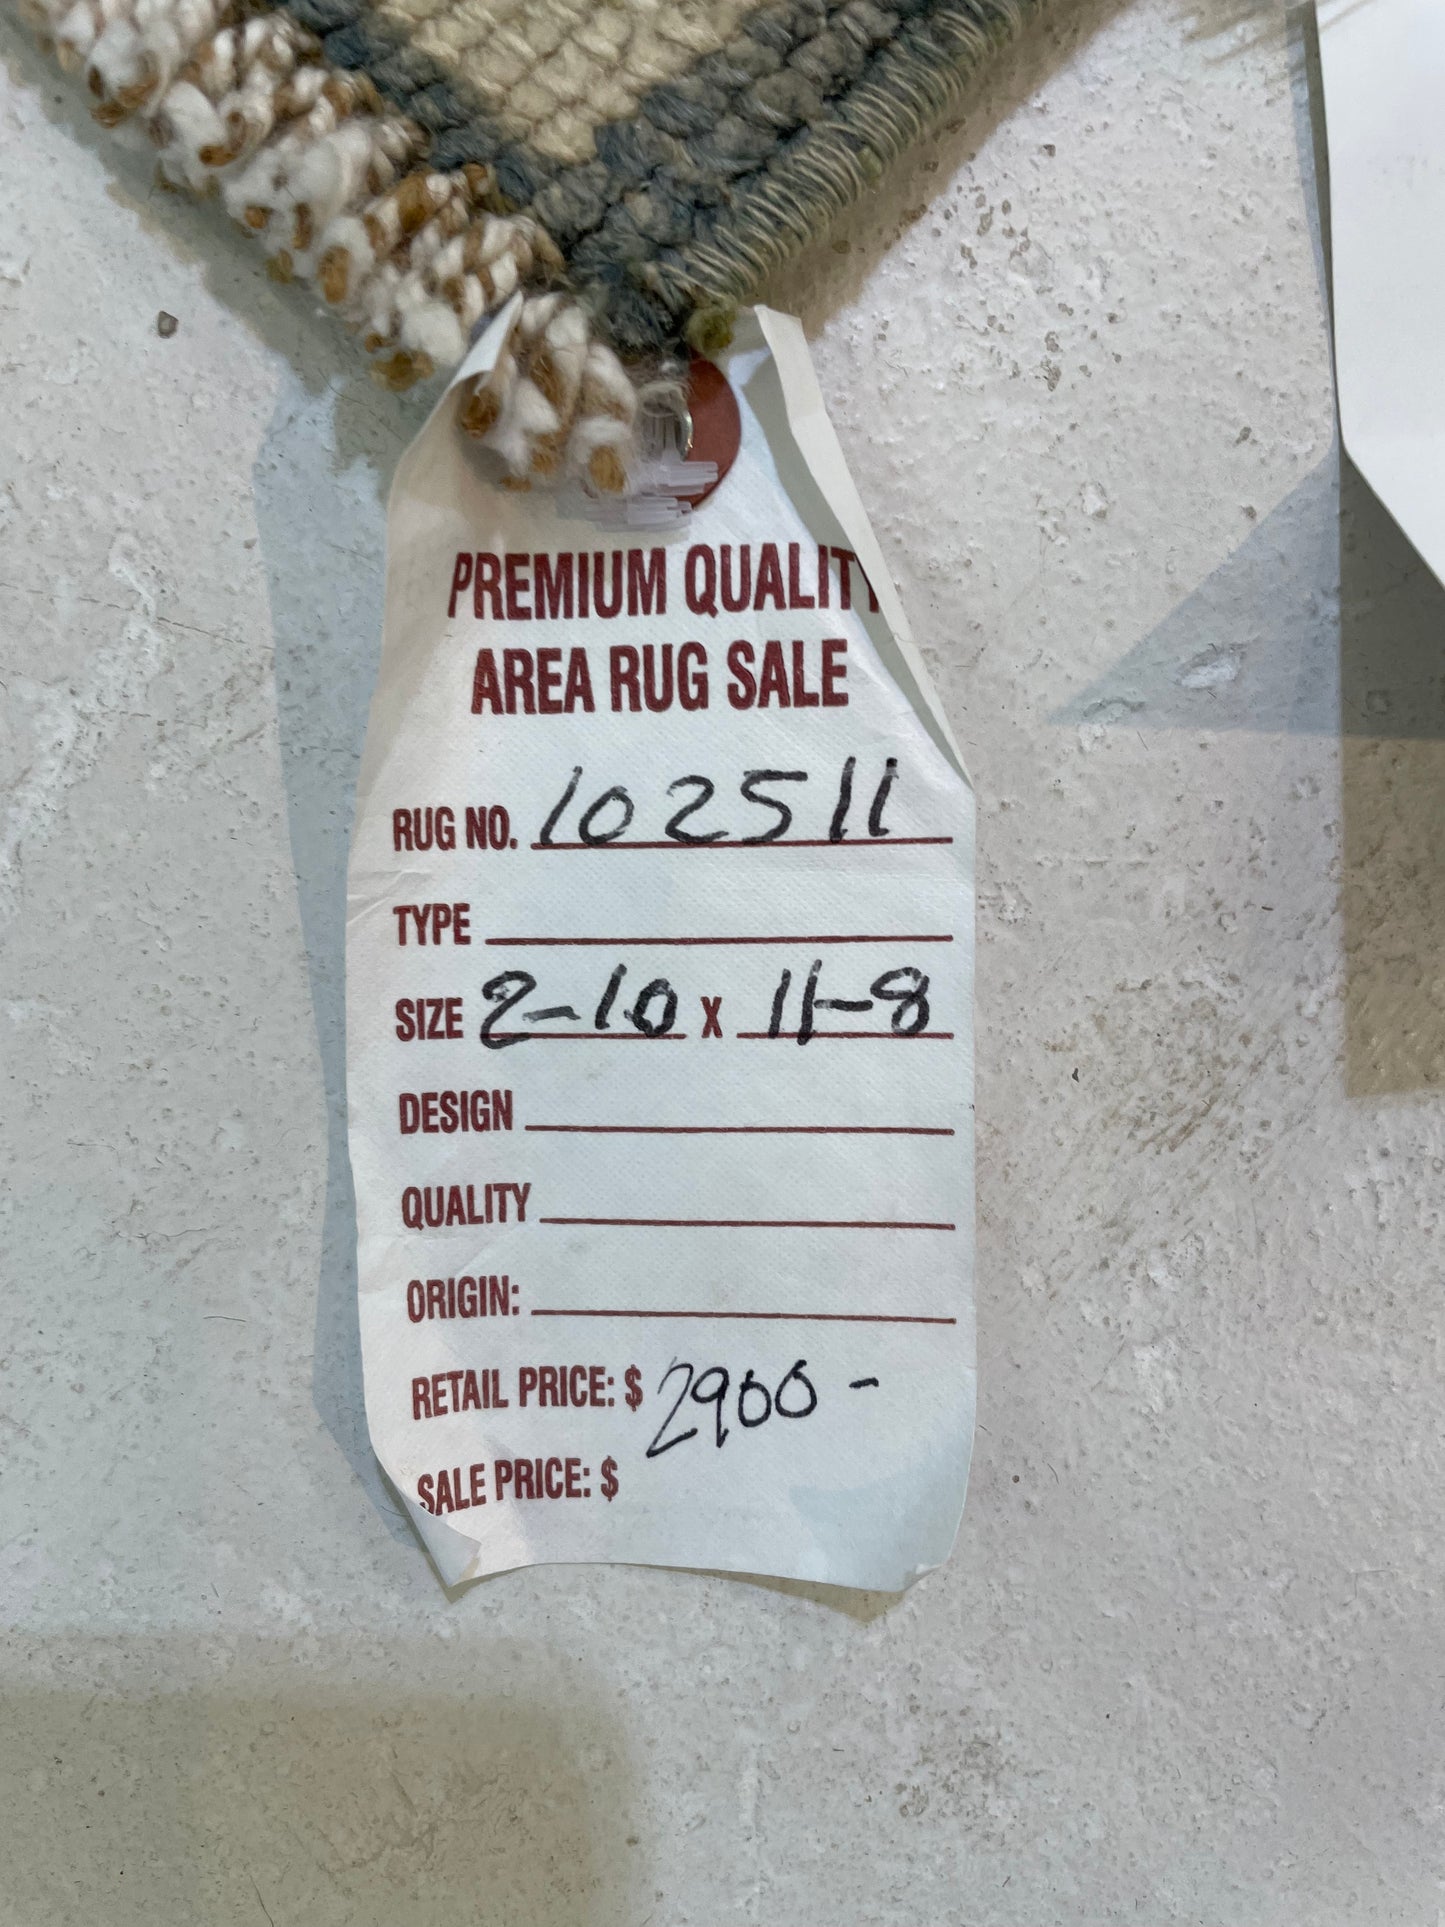 PREMIUM QUALITY
AREA RUG SALE
RUG NO. 102511
TYPE
SIZE 2-10 X 11-8
DESIGN
QUALITY
ORIGIN:
RETAIL PRICE: $ 2900 -
SALE PRICE: $